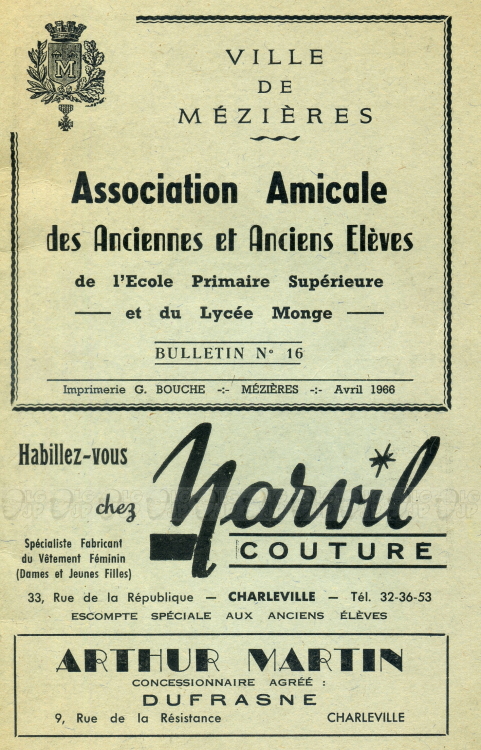 M
VILLE
DE
MÉZIÈRES
Association Amicale
des Anciennes et Anciens Elèves
de l'Ecole Primaire Supérieure
— et du Lycée Monge —
BULLETIN N° 16
Imprimerie G. BOUCHE -:- MÉZIÈRES -:- Avril 1966
Habillez-vous
chez Yarvil
COUTURE
Spécialiste Fabricant
du Vêtement Féminin
(Dames et Jeunes Filles)
33, Rue de la République — CHARLEVILLE — Tél. 32-36-53
ESCOMPTE SPÉCIALE AUX ANCIENS ÉLÈVES
ARTHUR MARTIN
CONCESSIONNAIRE AGRÉÉ :
DUFRASNE
9, Rue de la Résistance CHARLEVILLE